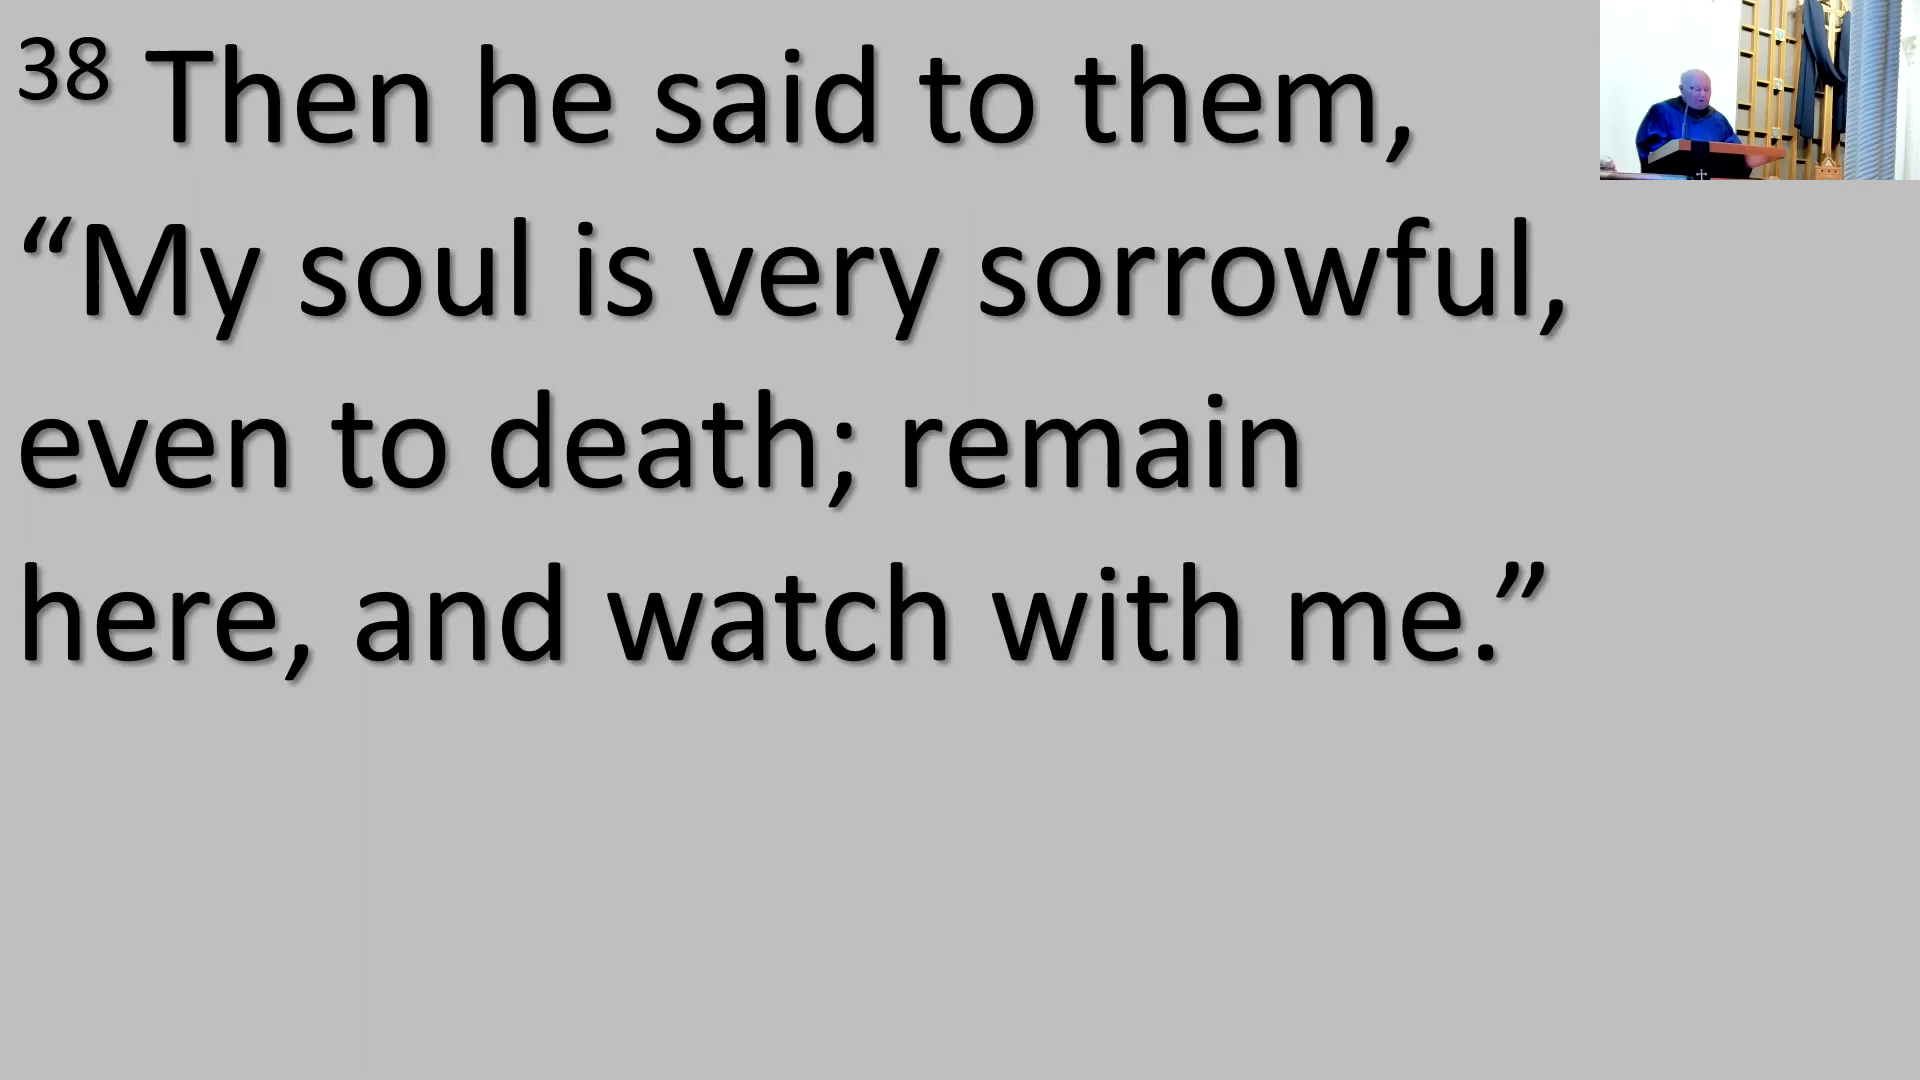 38 Then he said to them,
“My soul is very sorrowful,
even to death; remain
here, and watch with me.”